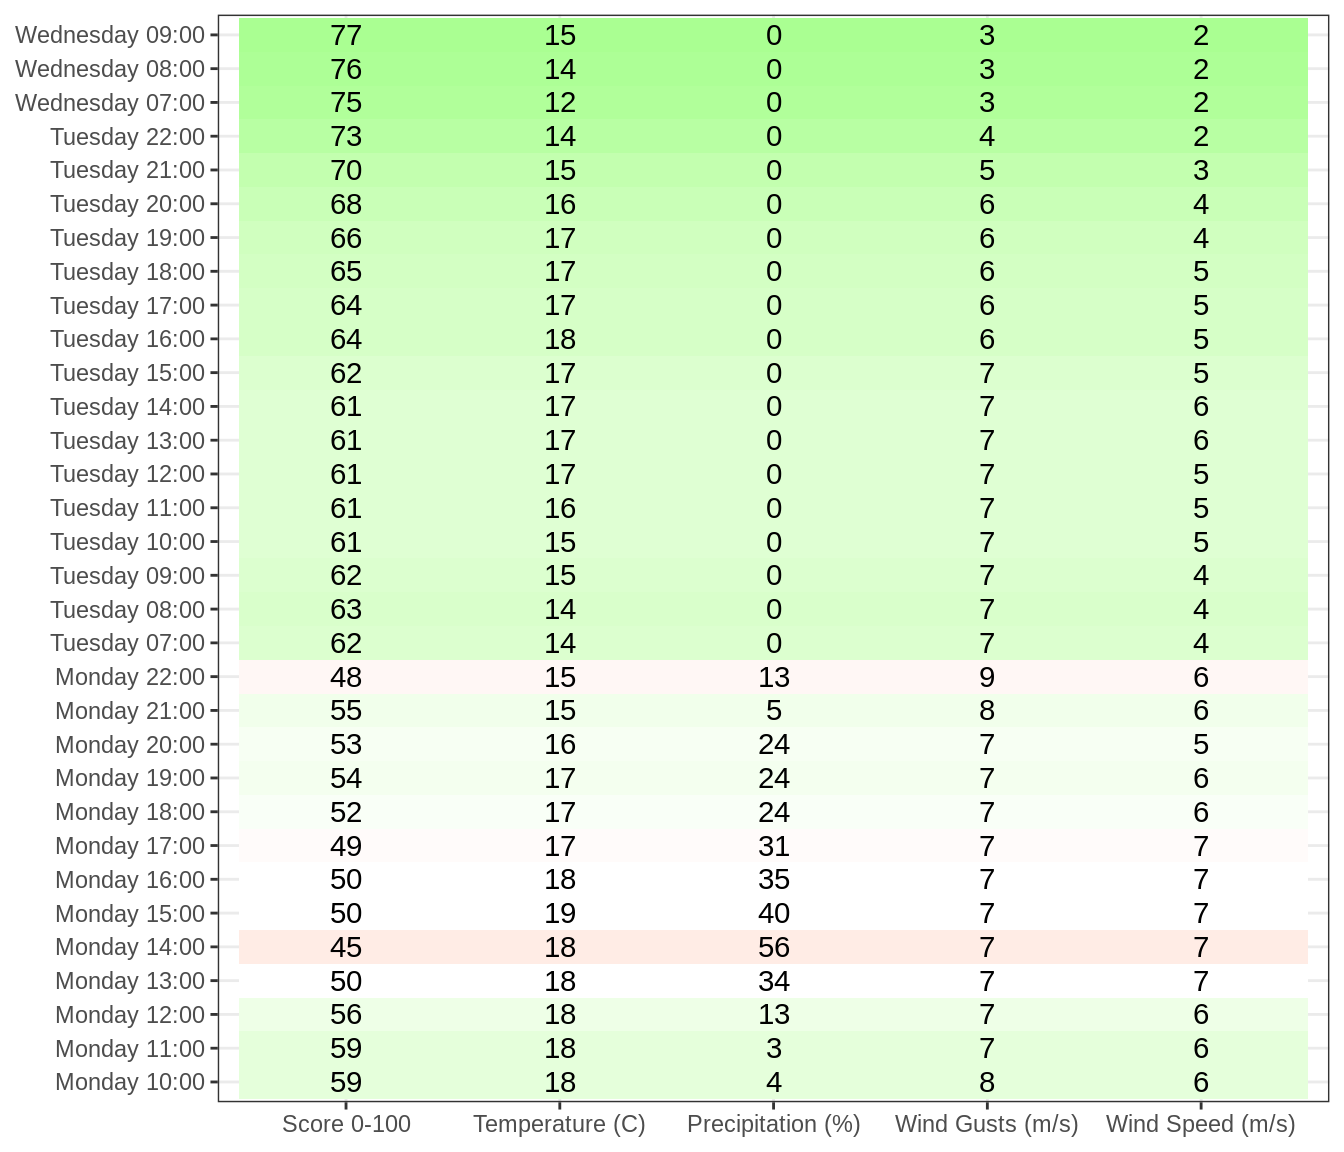 Wednesday 09:00 77 15 0 3 2
Wednesday 08:00 76 14 0 3 2
Wednesday 07:00 75 12 0 3 2
Tuesday 22:00 73 14 0 4 2
Tuesday 21:00 70 15 0 5 3
Tuesday 20:00 68 16 0 6 4
Tuesday 19:00 66 17 0 6 4
Tuesday 18:00 65 17 0 6 5
Tuesday 17:00 64 17 0 6 5
Tuesday 16:00 64 18 0 6 5
Tuesday 15:00 62 17 0 7 5
Tuesday 14:00 61 17 0 7 6
Tuesday 13:00 61 17 0 7 6
Tuesday 12:00 61 17 0 7 5
Tuesday 11:00 61 16 0 7 5
Tuesday 10:00 61 15 0 7 5
Tuesday 09:00 62 15 0 7 4
Tuesday 08:00 63 14 0 7 4
Tuesday 07:00 62 14 0 7 4
Monday 22:00 48 15 13 9 6
Monday 21:00 55 15 5 8 6
Monday 20:00 53 16 24 7 5
Monday 19:00 54 17 24 7 6
Monday 18:00 52 17 24 7 6
Monday 17:00 49 17 31 7 7
Monday 16:00 50 18 35 7 7
Monday 15:00 50 19 40 7 7
Monday 14:00 45 18 56 7 7
Monday 13:00 50 18 34 7 7
Monday 12:00 56 18 13 7 6
Monday 11:00 59 18 3 7 6
Monday 10:00 59 18 4 8 6
Score 0-100 Temperature (C) Precipitation (%) Wind Gusts (m/s) Wind Speed (m/s)